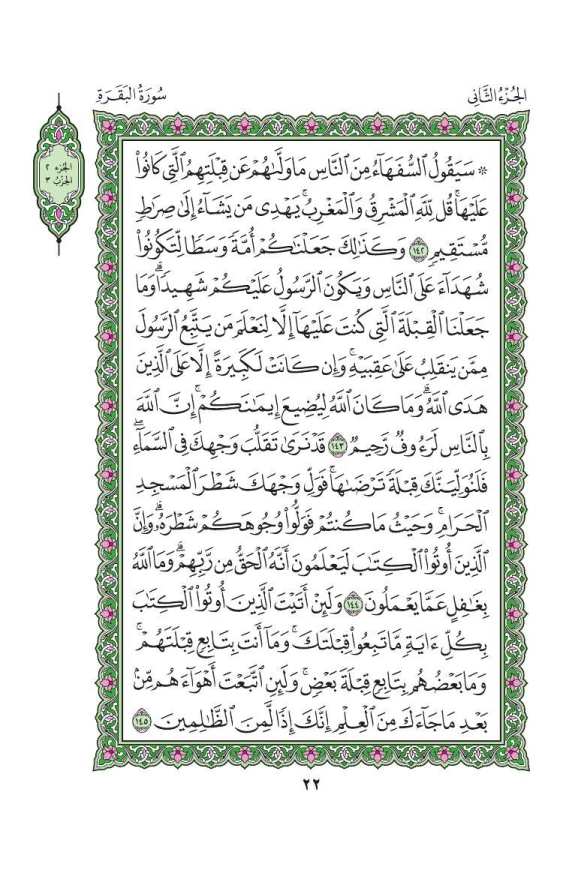 الجُزْءُ الثَّانِي
سُورَةُ البَقَرَةِ
الجزء ٢
الحزب ٣
۞ سَيَقُولُ ٱلسُّفَهَآءُ مِنَ ٱلنَّاسِ مَا وَلَّىٰهُمْ عَن قِبْلَتِهِمُ ٱلَّتِي كَانُوا۟
عَلَيْهَا ۚ قُل لِّلَّهِ ٱلْمَشْرِقُ وَٱلْمَغْرِبُ ۚ يَهْدِي مَن يَشَآءُ إِلَىٰ صِرَٰطٍ
مُّسْتَقِيمٍ ١٤٢ وَكَذَٰلِكَ جَعَلْنَٰكُمْ أُمَّةً وَسَطًا لِّتَكُونُوا۟
شُهَدَآءَ عَلَى ٱلنَّاسِ وَيَكُونَ ٱلرَّسُولُ عَلَيْكُمْ شَهِيدًا ۗ وَمَا
جَعَلْنَا ٱلْقِبْلَةَ ٱلَّتِي كُنتَ عَلَيْهَآ إِلَّا لِنَعْلَمَ مَن يَتَّبِعُ ٱلرَّسُولَ
مِمَّن يَنقَلِبُ عَلَىٰ عَقِبَيْهِ ۚ وَإِن كَانَتْ لَكَبِيرَةً إِلَّا عَلَى ٱلَّذِينَ
هَدَى ٱللَّهُ ۗ وَمَا كَانَ ٱللَّهُ لِيُضِيعَ إِيمَٰنَكُمْ ۚ إِنَّ ٱللَّهَ
بِٱلنَّاسِ لَرَءُوفٌ رَّحِيمٌ ١٤٣ قَدْ نَرَىٰ تَقَلُّبَ وَجْهِكَ فِي ٱلسَّمَآءِ ۖ
فَلَنُوَلِّيَنَّكَ قِبْلَةً تَرْضَىٰهَا ۚ فَوَلِّ وَجْهَكَ شَطْرَ ٱلْمَسْجِدِ
ٱلْحَرَامِ ۚ وَحَيْثُ مَا كُنتُمْ فَوَلُّوا۟ وُجُوهَكُمْ شَطْرَهُۥ ۗ وَإِنَّ
ٱلَّذِينَ أُوتُوا۟ ٱلْكِتَٰبَ لَيَعْلَمُونَ أَنَّهُ ٱلْحَقُّ مِن رَّبِّهِمْ ۗ وَمَا ٱللَّهُ
بِغَٰفِلٍ عَمَّا يَعْمَلُونَ ١٤٤ وَلَئِنْ أَتَيْتَ ٱلَّذِينَ أُوتُوا۟ ٱلْكِتَٰبَ
بِكُلِّ ءَايَةٍ مَّا تَبِعُوا۟ قِبْلَتَكَ ۚ وَمَآ أَنتَ بِتَابِعٍ قِبْلَتَهُمْ ۚ
وَمَا بَعْضُهُم بِتَابِعٍ قِبْلَةَ بَعْضٍ ۚ وَلَئِنِ ٱتَّبَعْتَ أَهْوَآءَهُم مِّنۢ
بَعْدِ مَا جَآءَكَ مِنَ ٱلْعِلْمِ ۙ إِنَّكَ إِذًا لَّمِنَ ٱلظَّٰلِمِينَ ١٤٥
٢٢